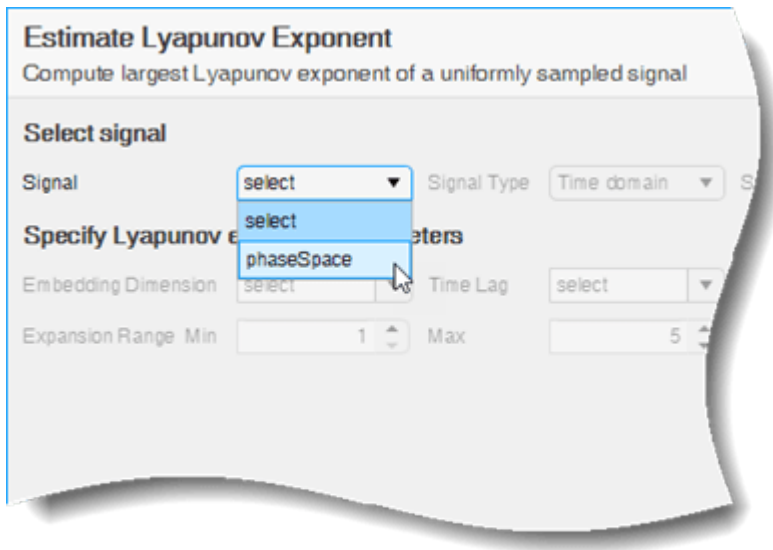 Estimate Lyapunov Exponent
Compute largest Lyapunov exponent of a uniformly sampled signal
Select signal
Signal select Signal Type Time domain
select
Specify Lyapunov
phaseSpace
Embedding Dimension select Time Lag select
Expansion Range Min 1 Max 5